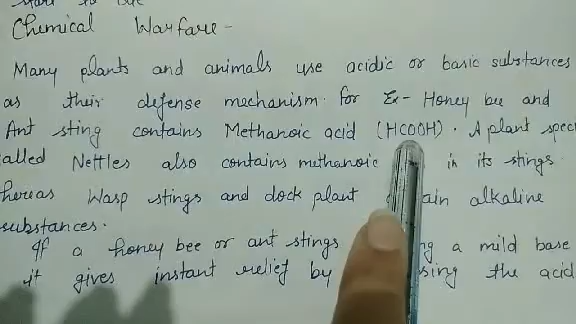 Chemical Warfare-
Many plants and animals use acidic or basic substances
as their defense mechanism. for Ex- Honey bee and
Ant sting contains Methanoic acid (HCOOH). A plant
alled Nettles also contains methanoic in its stings.
hereas Wasp stings and dock plant alkaline
substances.
If a honey bee or ant stings a mild base
it gives instant relief by the acid